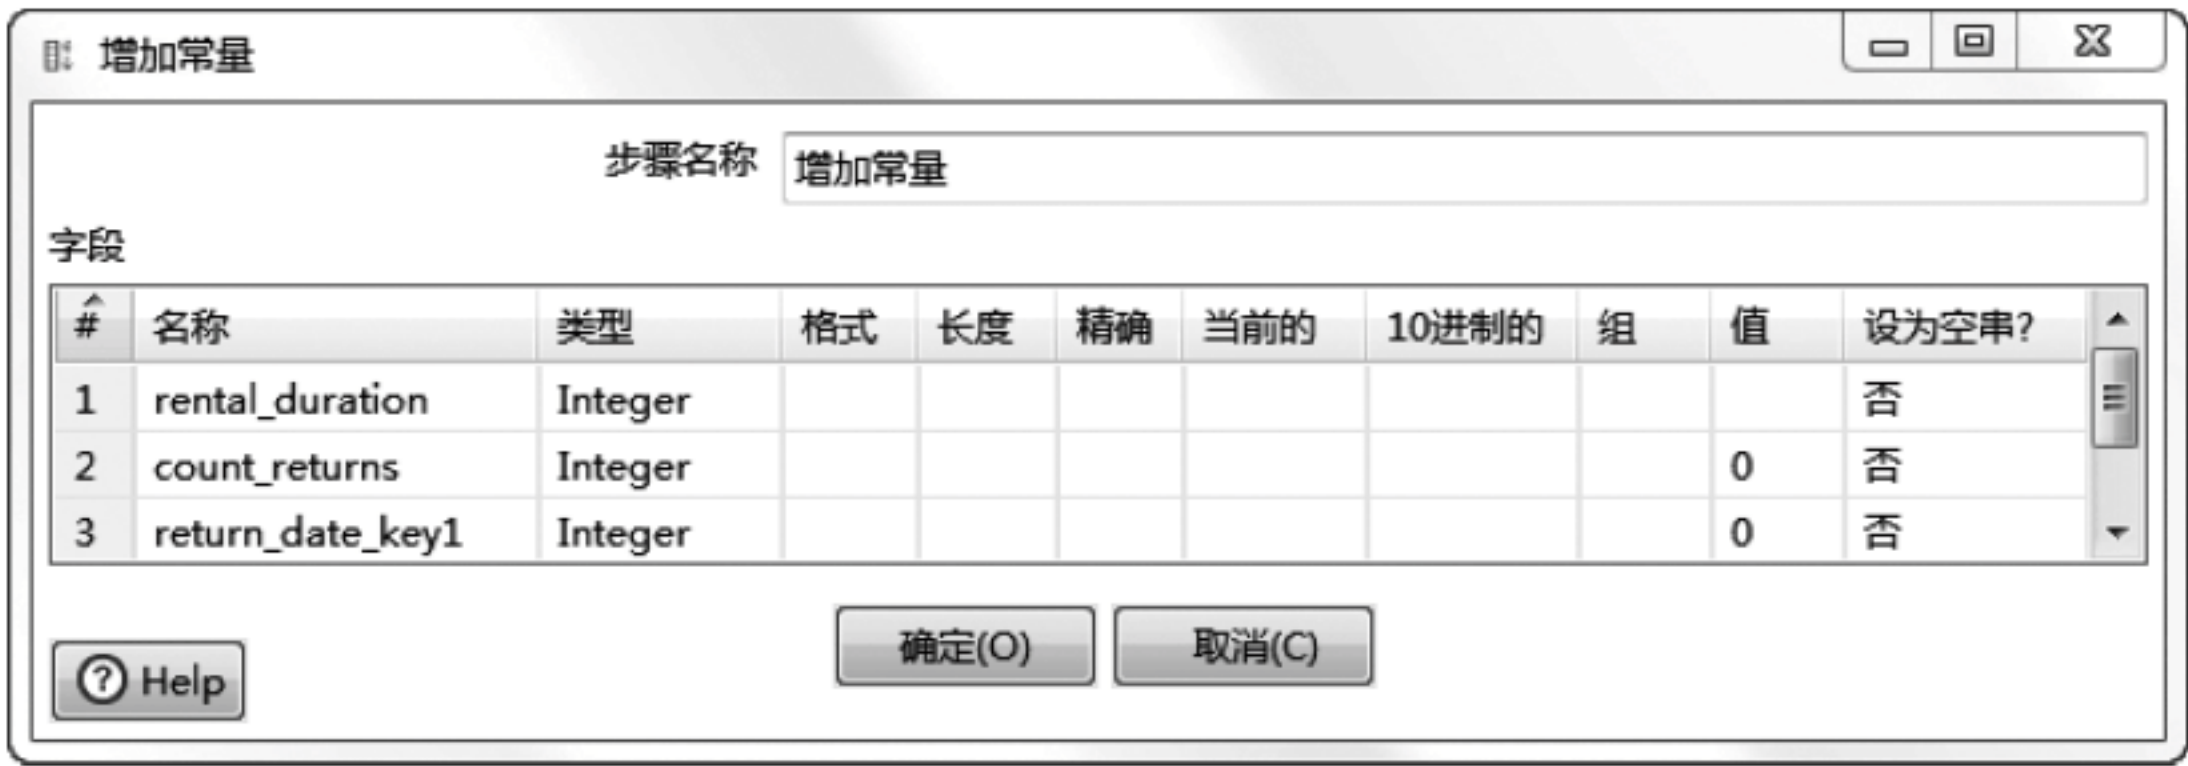 增加常量
步骤名称 增加常量
字段
# 名称 类型 格式 长度 精确 当前的 10进制的 组 值 设为空串?
1 rental_duration Integer 否
2 count_returns Integer 0 否
3 return_date_key1 Integer 0 否
确定(O) 取消(C)
Help